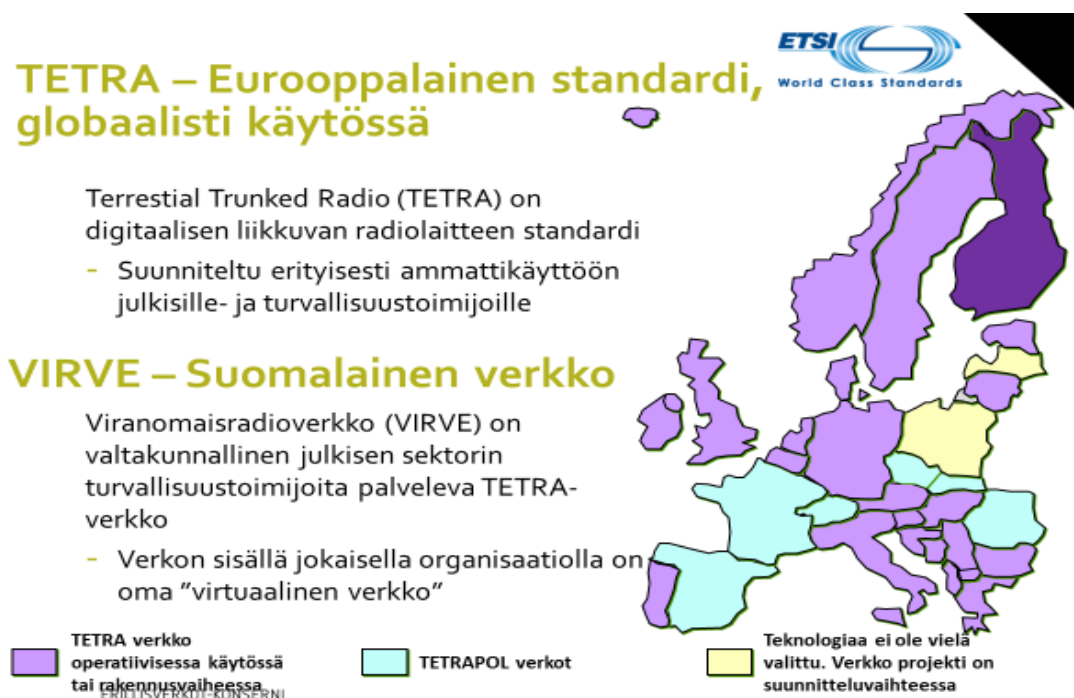 ETSI
World Class Standards
TETRA – Eurooppalainen standardi,
globaalisti käytössä
Terrestial Trunked Radio (TETRA) on
digitaalisen liikkuvan radiolaitteen standardi
- Suunniteltu erityisesti ammattikäyttöön
julkisille- ja turvallisuustoimijoille
VIRVE – Suomalainen verkko
Viranomaisradioverkko (VIRVE) on
valtakunnallinen julkisen sektorin
turvallisuustoimijoita palveleva TETRA-
verkko
- Verkon sisällä jokaisella organisaatiolla on
oma ”virtuaalinen verkko”
TETRA verkko
operatiivisessa käytössä
tai rakennusvaiheessa
TETRAPOL verkot
Teknologiaa ei ole vielä
valittu. Verkko projekti on
suunnitteluvaihteessa
ERILLISVERKOT-KONSERNI